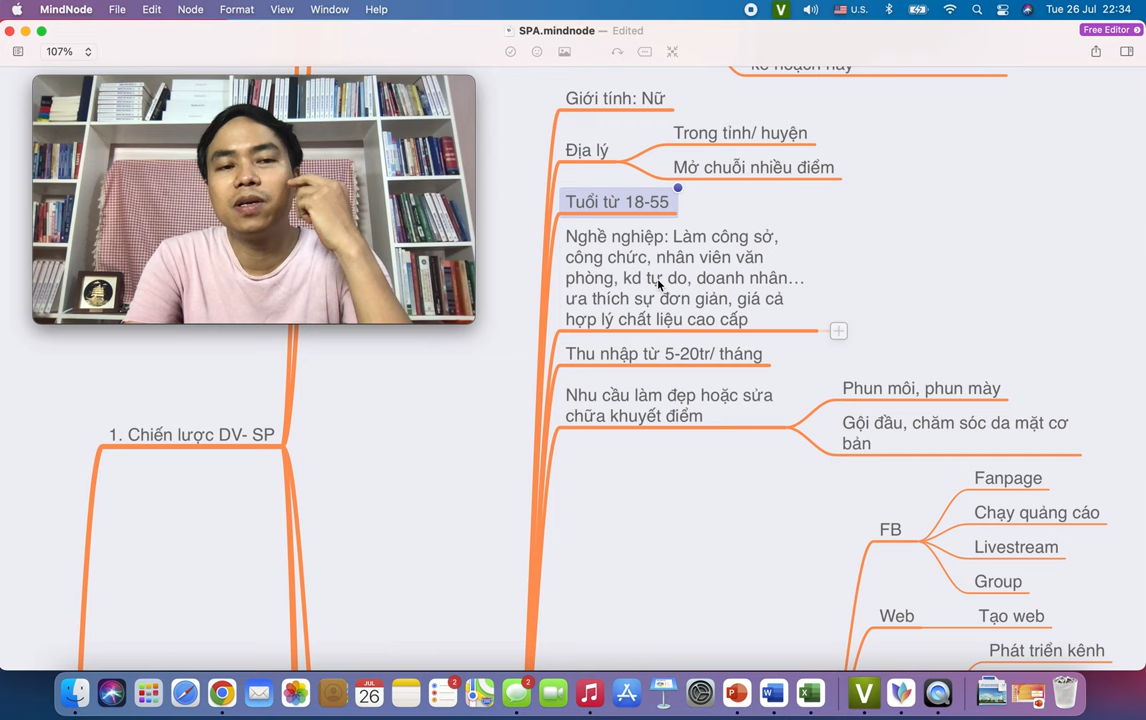 MindNode File Edit Node Format View Window Help
V U.S. Tue 26 Jul 22:34
SPA.mindnode — Edited
Free Editor
107%
kế hoạch này
Giới tính: Nữ
Địa lý
Trong tỉnh/ huyện
Mở chuỗi nhiều điểm
Tuổi từ 18-55
Nghề nghiệp: Làm công sở,
công chức, nhân viên văn
phòng, kd tự do, doanh nhân…
ưa thích sự đơn giản, giá cả
hợp lý chất liệu cao cấp
Thu nhập từ 5-20tr/ tháng
Nhu cầu làm đẹp hoặc sửa
chữa khuyết điểm
Phun môi, phun mày
Gội đầu, chăm sóc da mặt cơ
bản
1. Chiến lược DV- SP
FB
Fanpage
Chạy quảng cáo
Livestream
Group
Web
Tạo web
Phát triển kênh
JUL
26
2
2
P
W
X
V